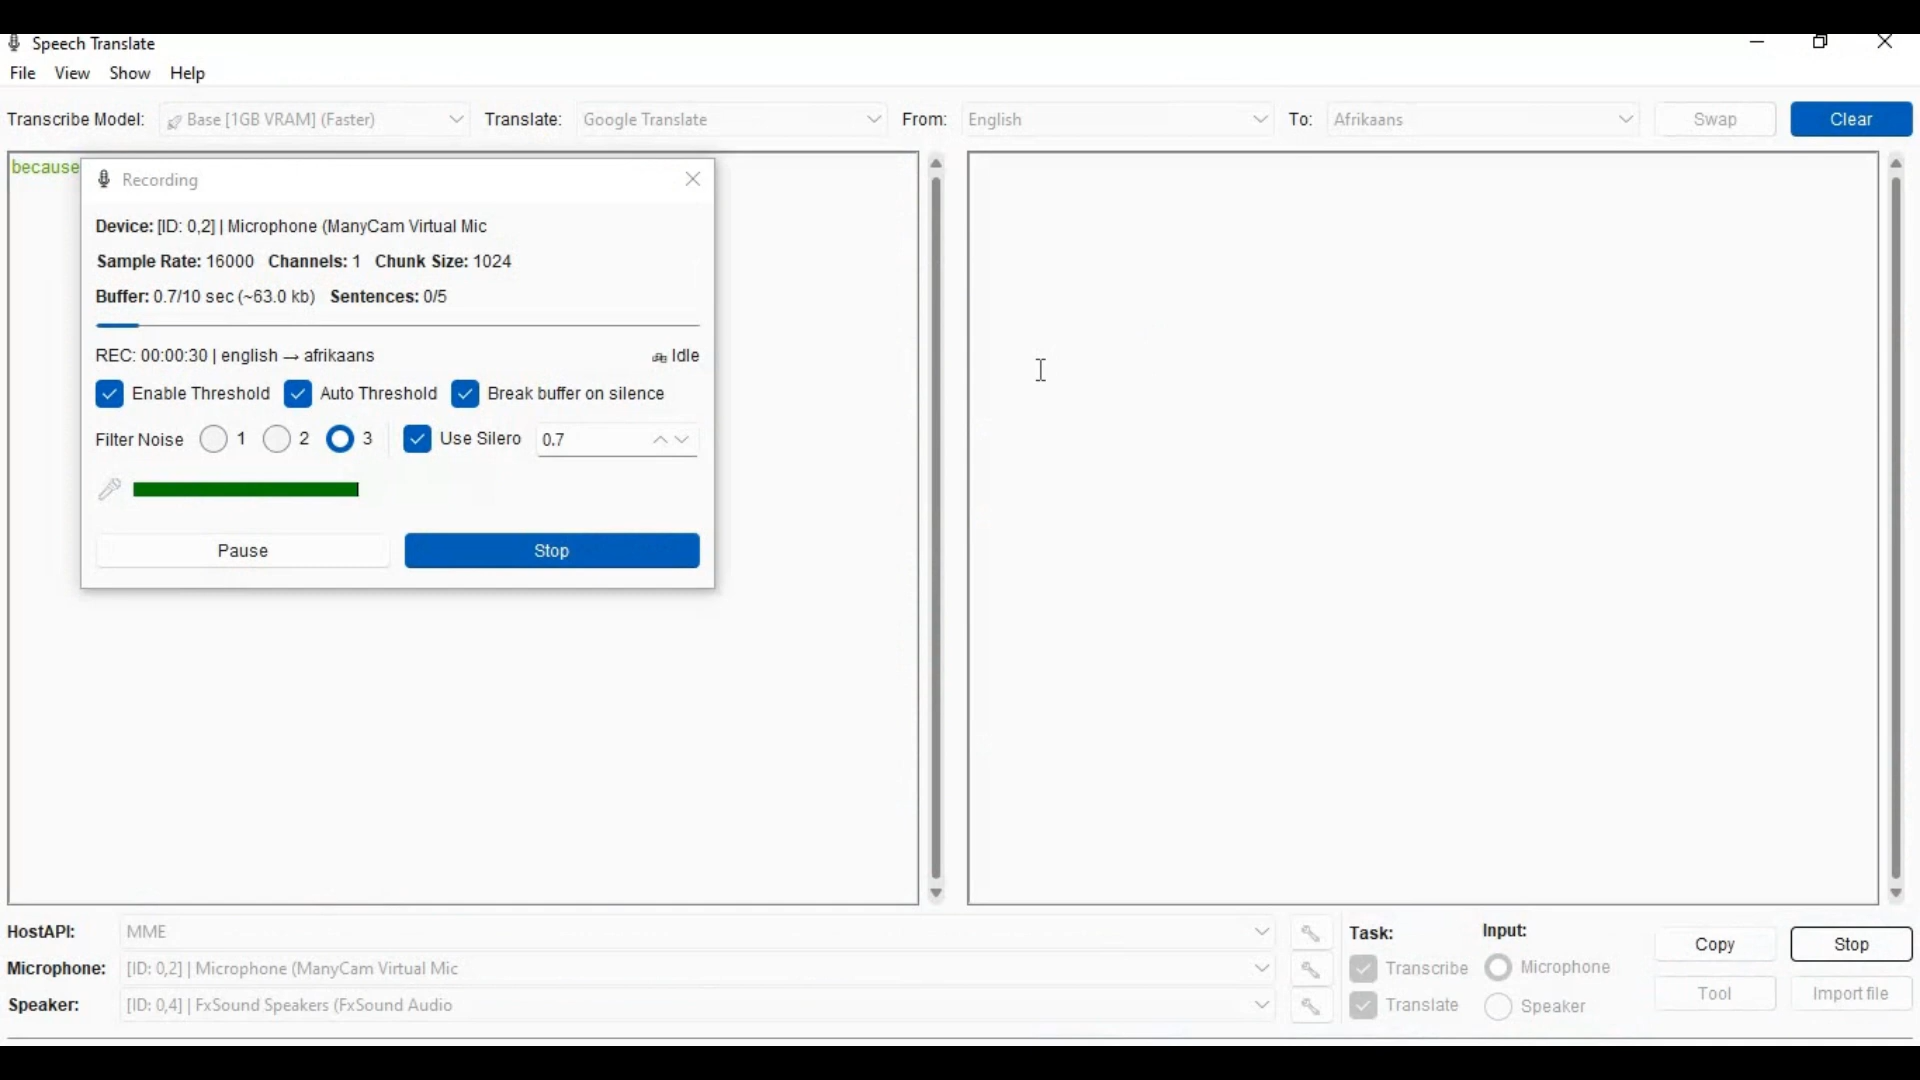 Speech Translate
File View Show Help
Transcribe Model: Base [1GB VRAM] (Faster) Translate: Google Translate From: English To: Afrikaans Swap Clear
because
Recording
Device: [ID: 0,2] | Microphone (ManyCam Virtual Mic
Sample Rate: 16000 Channels: 1 Chunk Size: 1024
Buffer: 0.7/10 sec (~63.0 kb) Sentences: 0/5
REC: 00:00:30 | english → afrikaans Idle
Enable Threshold Auto Threshold Break buffer on silence
Filter Noise 1 2 3 Use Silero 0.7
Pause Stop
HostAPI: MME
Microphone: [ID: 0,2] | Microphone (ManyCam Virtual Mic
Speaker: [ID: 0,4] | FxSound Speakers (FxSound Audio
Task: Input:
Transcribe Microphone
Translate Speaker
Copy Stop
Tool Import file